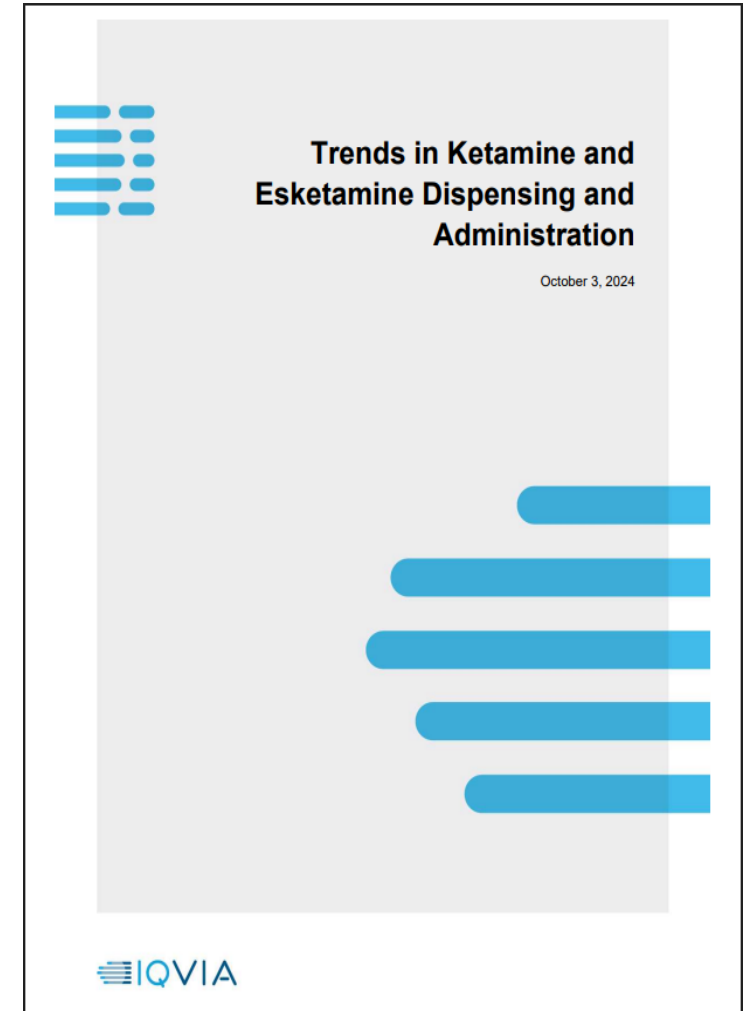 Trends in Ketamine and
Esketamine Dispensing and
Administration
October 3, 2024
IQVIA